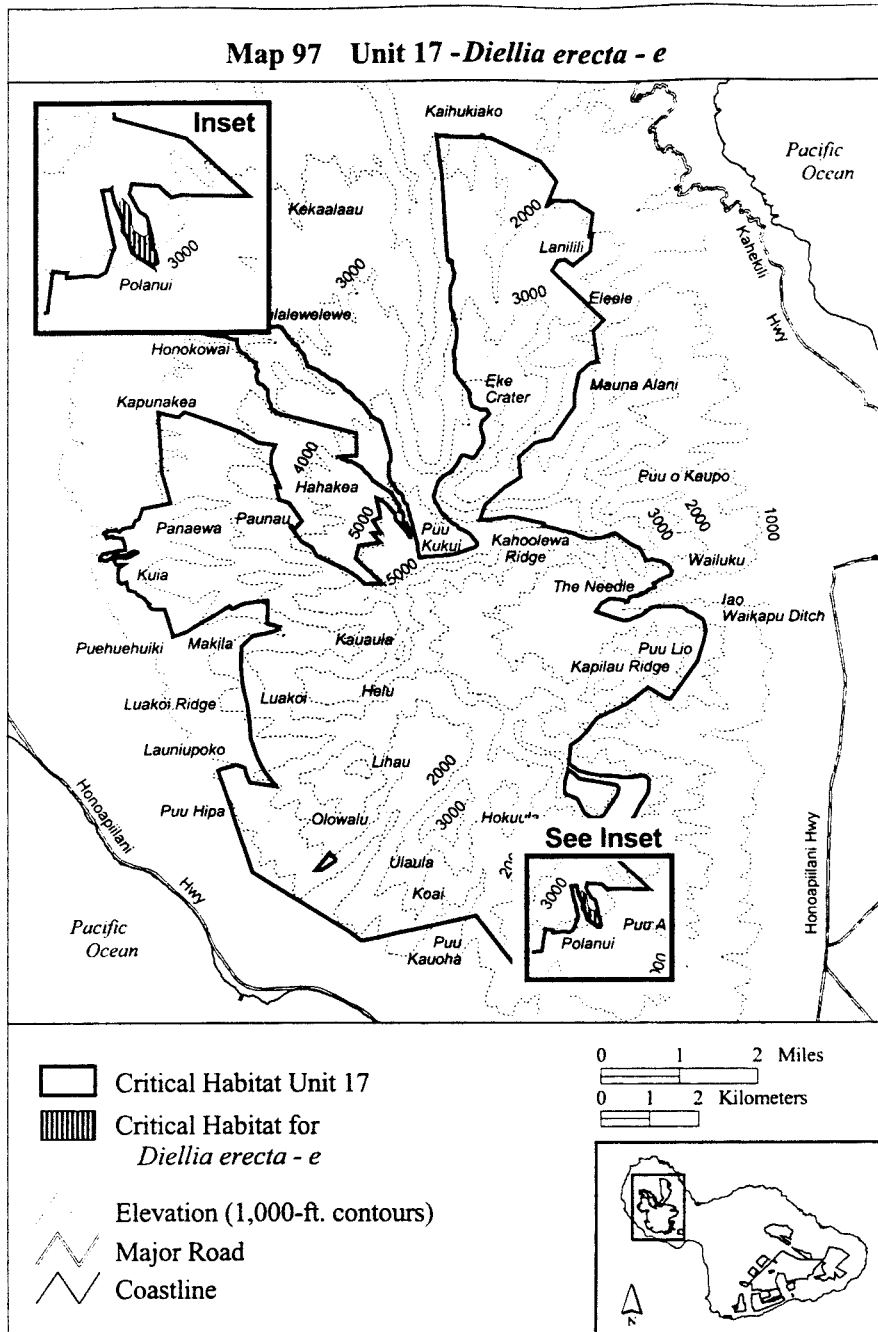 Map 97 Unit 17 -Diellia erecta - e
Inset
3000
Polanui
Kaihukiako
Pacific
Ocean
Kekaalaau
2000
Lanilili
Kahekili
Hwy
3000
3000
Eleele
Honokowai
Eke
Crater
Mauna Alani
Kapunakea
4000
Hahakea
Puu o Kaupo
Panaewa
Paunau
5000
Puu
Kukui
Kahoolewa
Ridge
3000
2000
1000
Wailuku
5000
Kuia
The Needle
Iao
Waikapu Ditch
Puehuehuiki
Makila
Kauaula
Puu Lio
Kapilau Ridge
Luakoi Ridge
Luakoi
Helu
Launiupoko
Lihau
2000
Puu Hipa
Olowalu
3000
Honoapiilani
Hwy
Ulaula
Koai
See Inset
3000
Polanui
Puu A
Honoapiilani Hwy
Pacific
Ocean
Puu
Kauoha
Critical Habitat Unit 17
Critical Habitat for
Diellia erecta - e
Elevation (1,000-ft. contours)
Major Road
Coastline
0 1 2 Miles
0 1 2 Kilometers
N